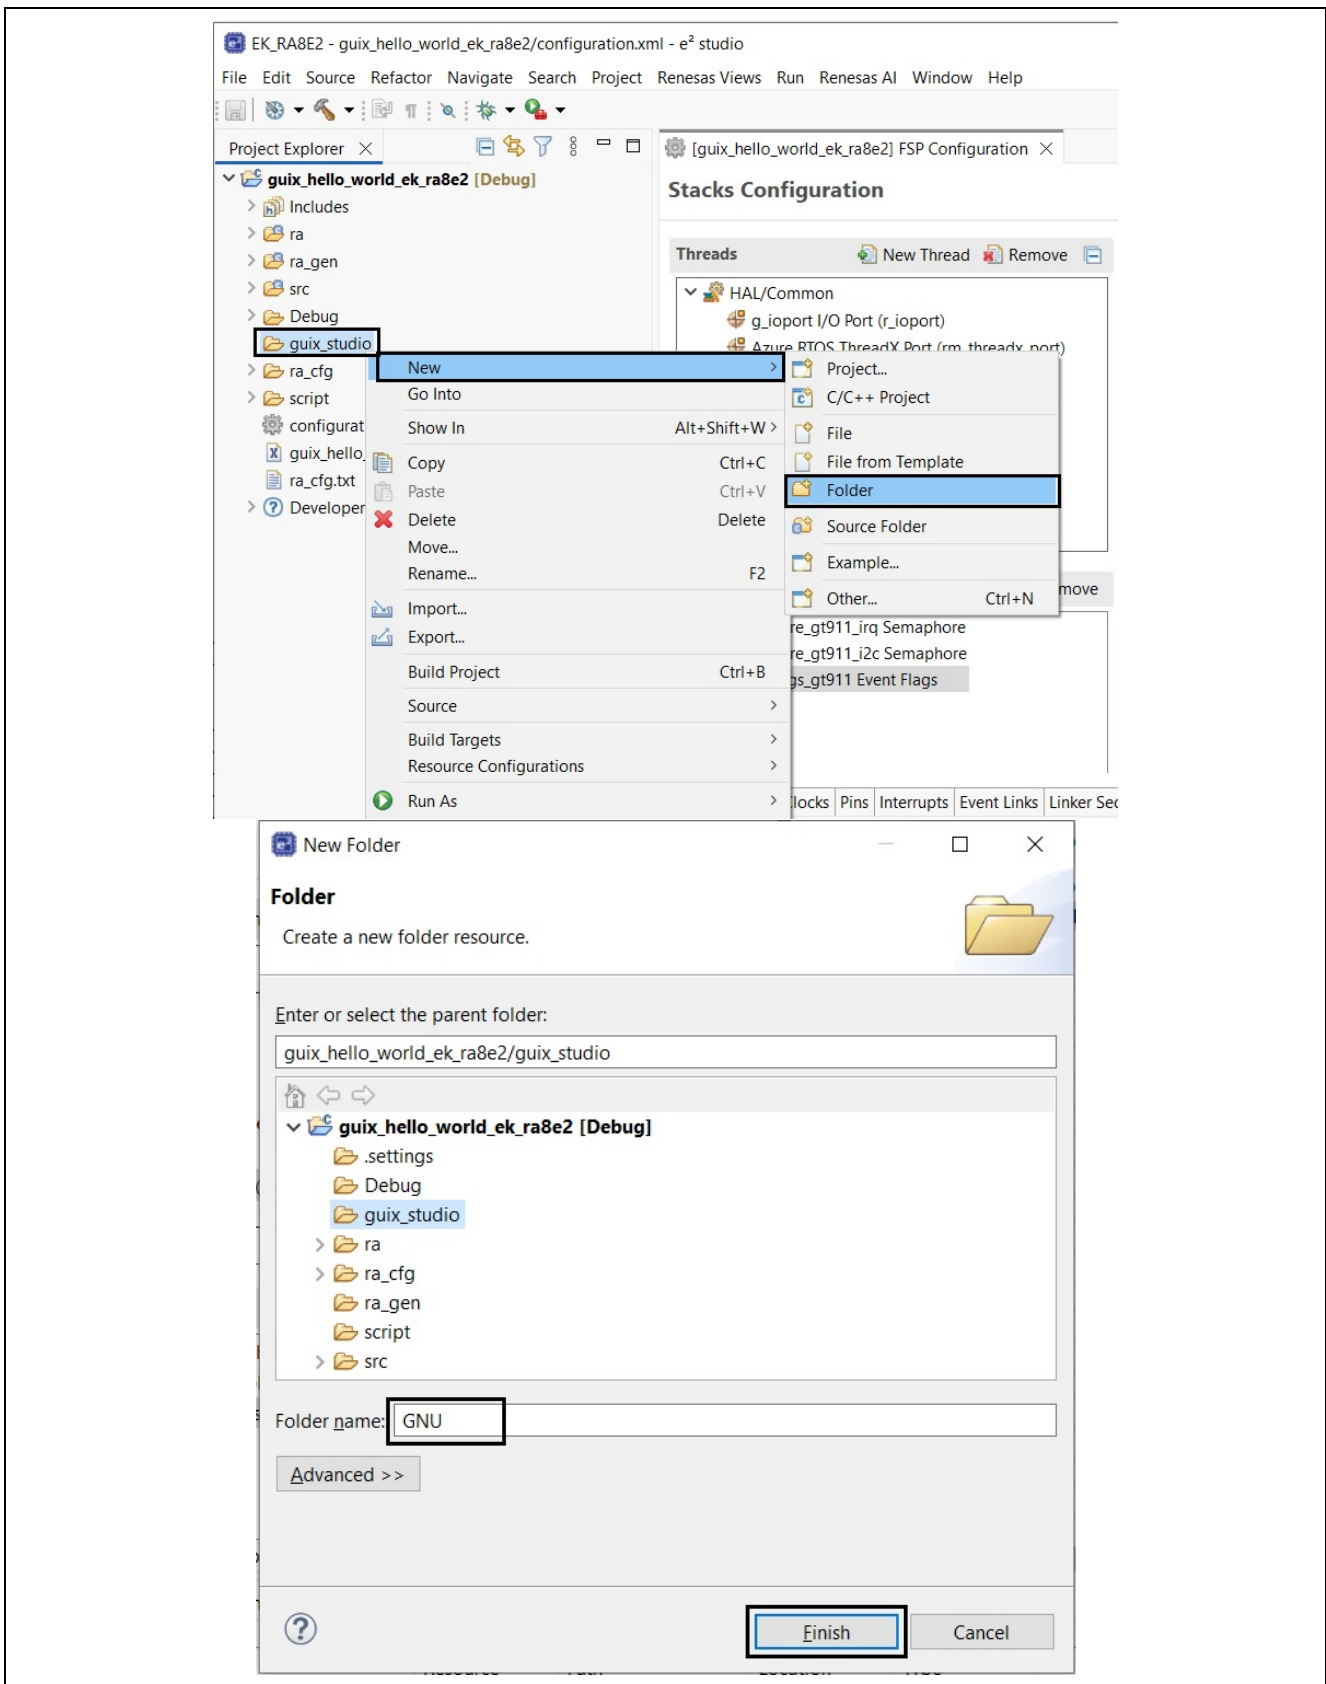 EK_RA8E2 - guix_hello_world_ek_ra8e2/configuration.xml - e² studio
File Edit Source Refactor Navigate Search Project Renesas Views Run Renesas AI Window Help
Project Explorer
[guix_hello_world_ek_ra8e2] FSP Configuration
guix_hello_world_ek_ra8e2 [Debug]
Stacks Configuration
Includes
ra
Threads New Thread Remove
ra_gen
src
HAL/Common
Debug
g_ioport I/O Port (r_ioport)
guix_studio
Azure RTOS ThreadX Port (rm_threadx_port)
New
Project...
ra_cfg
Go Into
C/C++ Project
script
configurat
Show In Alt+Shift+W
File
guix_hello_
Copy Ctrl+C
File from Template
ra_cfg.txt
Paste Ctrl+V
Folder
Developer
Delete Delete
Source Folder
Move...
Example...
Rename... F2
Other... Ctrl+N
move
Import...
re_gt911_irq Semaphore
Export...
re_gt911_i2c Semaphore
Build Project Ctrl+B
gs_gt911 Event Flags
Source
Build Targets
Resource Configurations
Run As
locks Pins Interrupts Event Links Linker Sec
New Folder
Folder
Create a new folder resource.
Enter or select the parent folder:
guix_hello_world_ek_ra8e2/guix_studio
guix_hello_world_ek_ra8e2 [Debug]
.settings
Debug
guix_studio
ra
ra_cfg
ra_gen
script
src
Folder name: GNU
Advanced >>
Finish Cancel